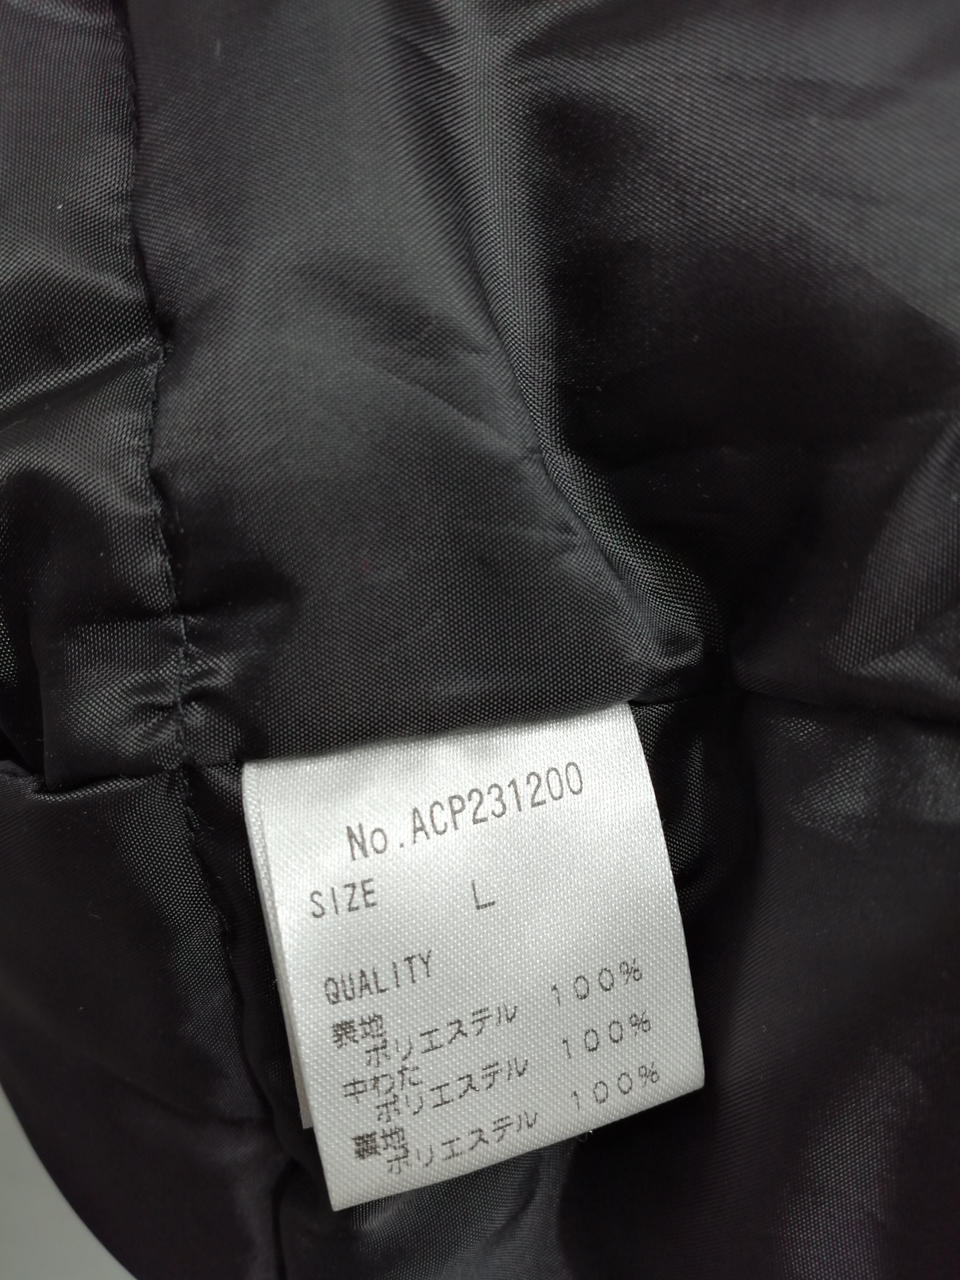 No.ACP231200
SIZE L
QUALITY
表地
ポリエステル 100%
中わた
ポリエステル 100%
裏地
ポリエステル 100%